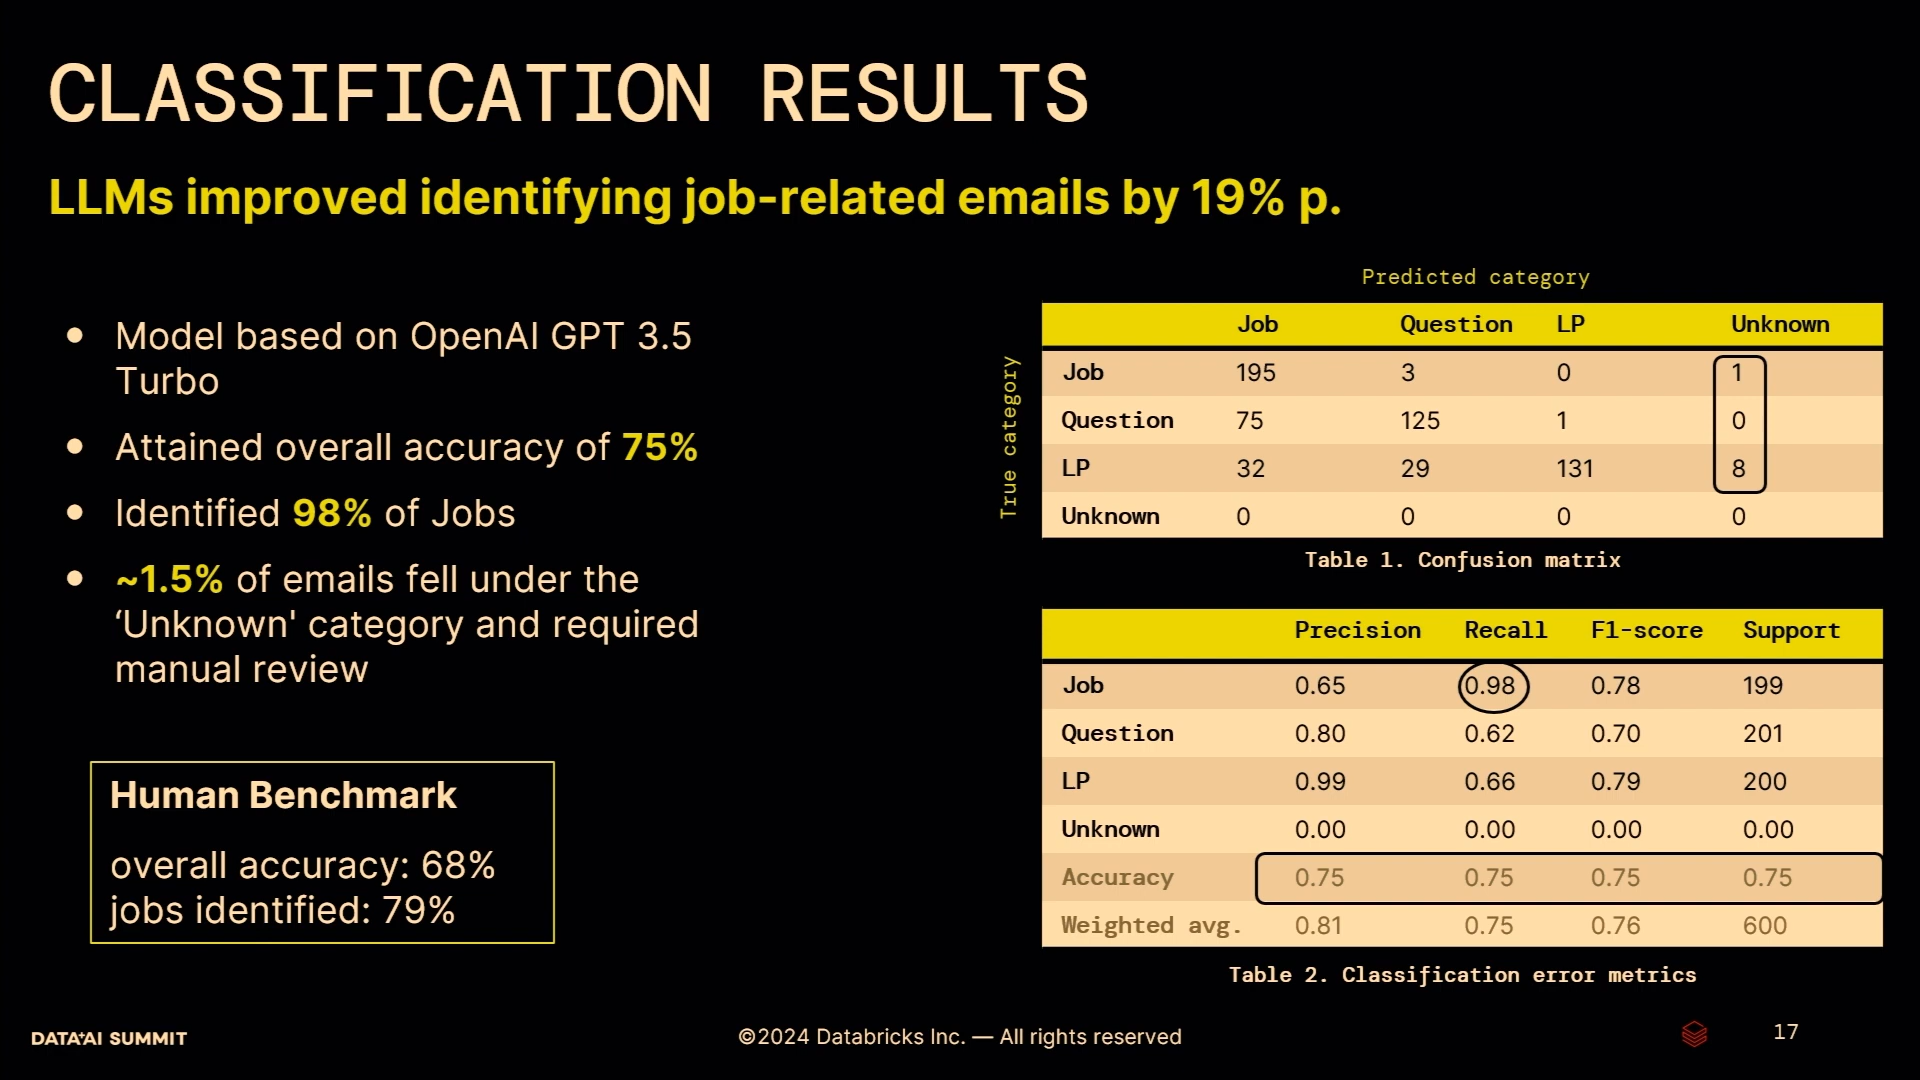 CLASSIFICATION RESULTS
LLMs improved identifying job-related emails by 19% p.
• Model based on OpenAI GPT 3.5
Turbo
• Attained overall accuracy of 75%
• Identified 98% of Jobs
• ~1.5% of emails fell under the
‘Unknown' category and required
manual review
Human Benchmark
overall accuracy: 68%
jobs identified: 79%
Predicted category
True category
Job Question LP Unknown
Job 195 3 0 1
Question 75 125 1 0
LP 32 29 131 8
Unknown 0 0 0 0
Table 1. Confusion matrix
Precision Recall F1-score Support
Job 0.65 0.98 0.78 199
Question 0.80 0.62 0.70 201
LP 0.99 0.66 0.79 200
Unknown 0.00 0.00 0.00 0.00
Accuracy 0.75 0.75 0.75 0.75
Weighted avg. 0.81 0.75 0.76 600
Table 2. Classification error metrics
DATA+AI SUMMIT
©2024 Databricks Inc. — All rights reserved
17